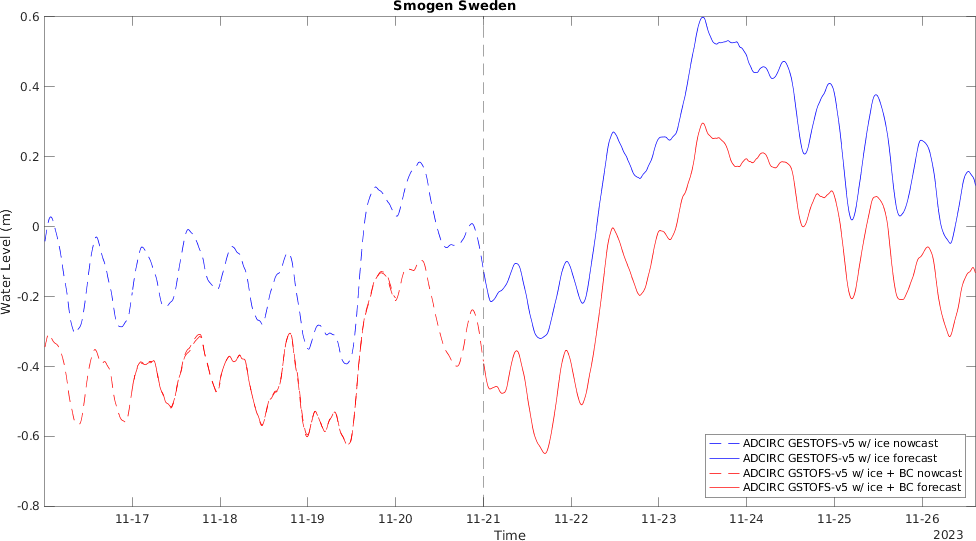 Smogen Sweden
Water Level (m)
0.6
0.4
0.2
0
-0.2
-0.4
-0.6
-0.8
11-17
11-18
11-19
11-20
11-21
11-22
11-23
11-24
11-25
11-26
Time
2023
ADCIRC GESTOFS-v5 w/ ice nowcast
ADCIRC GESTOFS-v5 w/ ice forecast
ADCIRC GSTOFS-v5 w/ ice + BC nowcast
ADCIRC GSTOFS-v5 w/ ice + BC forecast